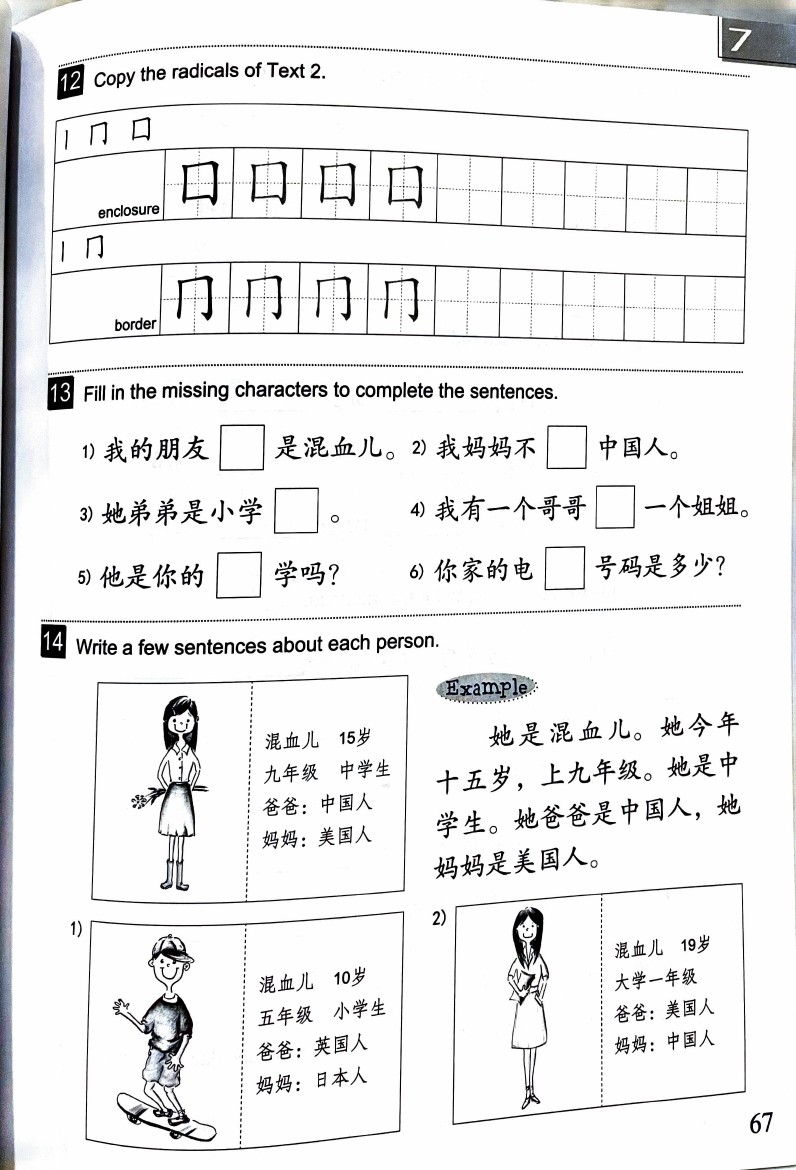 7
12 Copy the radicals of Text 2.
丨 冂 口
enclosure 口 口 口 口
丨 冂
border 冂 冂 冂 冂
13 Fill in the missing characters to complete the sentences.
1) 我的朋友 □ 是混血儿。 2) 我妈妈不 □ 中国人。
3) 她弟弟是小学 □ 。 4) 我有一个哥哥 □ 一个姐姐。
5) 他是你的 □ 学吗? 6) 你家的电 □ 号码是多少?
14 Write a few sentences about each person.
混血儿 15岁
九年级 中学生
爸爸：中国人
妈妈：美国人
Example
她是混血儿。她今年
十五岁，上九年级。她是中
学生。她爸爸是中国人，她
妈妈是美国人。
1)
混血儿 10岁
五年级 小学生
爸爸：英国人
妈妈：日本人
2)
混血儿 19岁
大学一年级
爸爸：美国人
妈妈：中国人
67